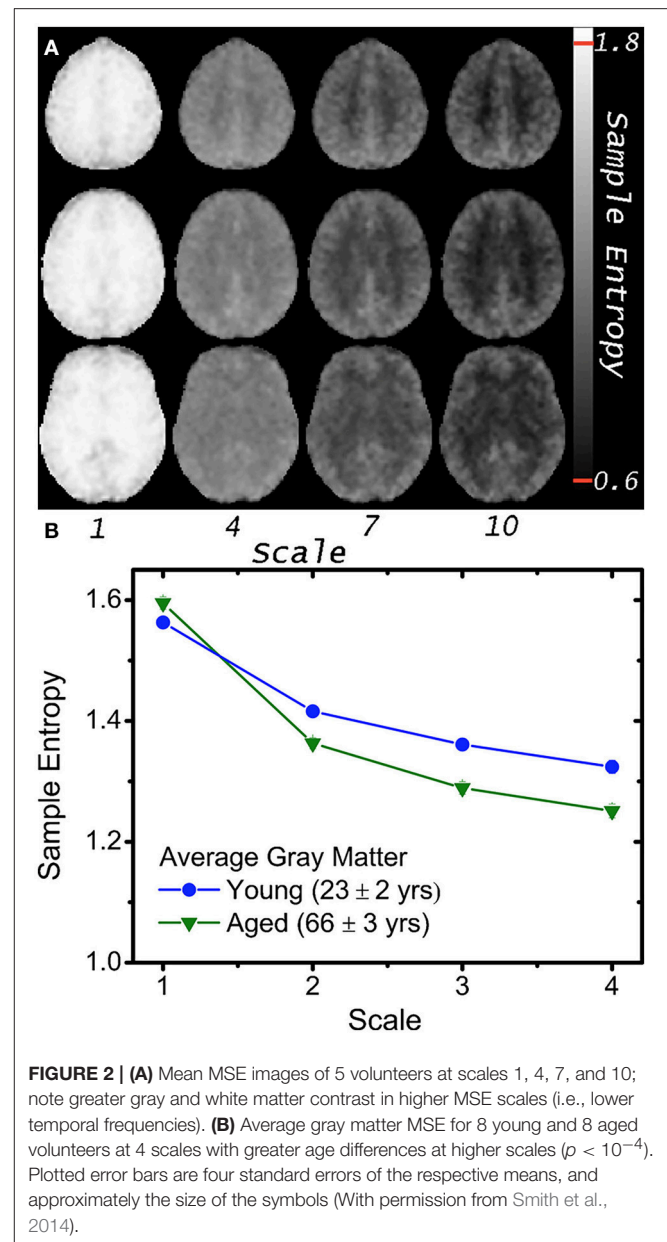 A
1.8
Sample Entropy
0.6
B 1 4 7 10
Scale
1.6
1.4
1.2
1.0
Sample Entropy
Average Gray Matter
Young (23 ± 2 yrs)
Aged (66 ± 3 yrs)
1 2 3 4
Scale
FIGURE 2 | (A) Mean MSE images of 5 volunteers at scales 1, 4, 7, and 10;
note greater gray and white matter contrast in higher MSE scales (i.e., lower
temporal frequencies). (B) Average gray matter MSE for 8 young and 8 aged
volunteers at 4 scales with greater age differences at higher scales (p < 10⁻⁴).
Plotted error bars are four standard errors of the respective means, and
approximately the size of the symbols (With permission from Smith et al.,
2014).